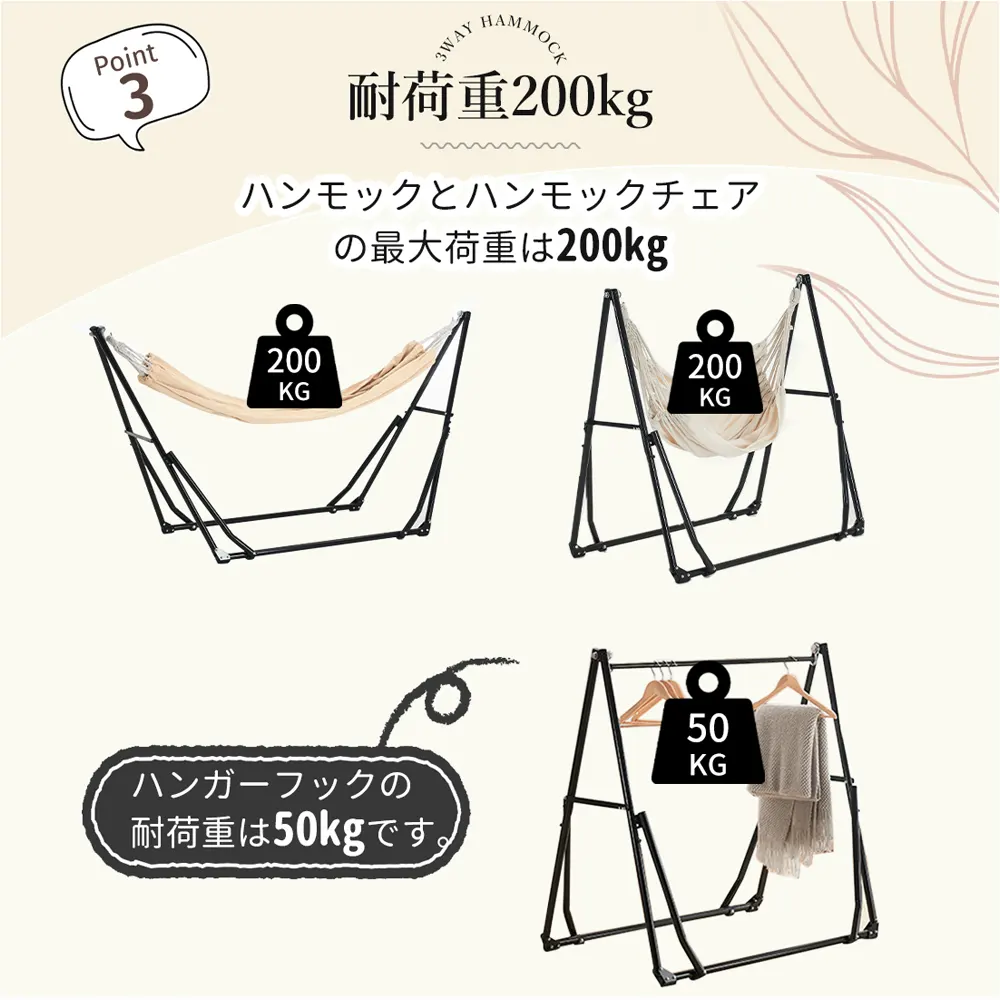 Point
3
3WAY HAMMOCK
耐荷重200kg
ハンモックとハンモックチェア
の最大荷重は200kg
200
KG
200
KG
50
KG
ハンガーフックの
耐荷重は50kgです。